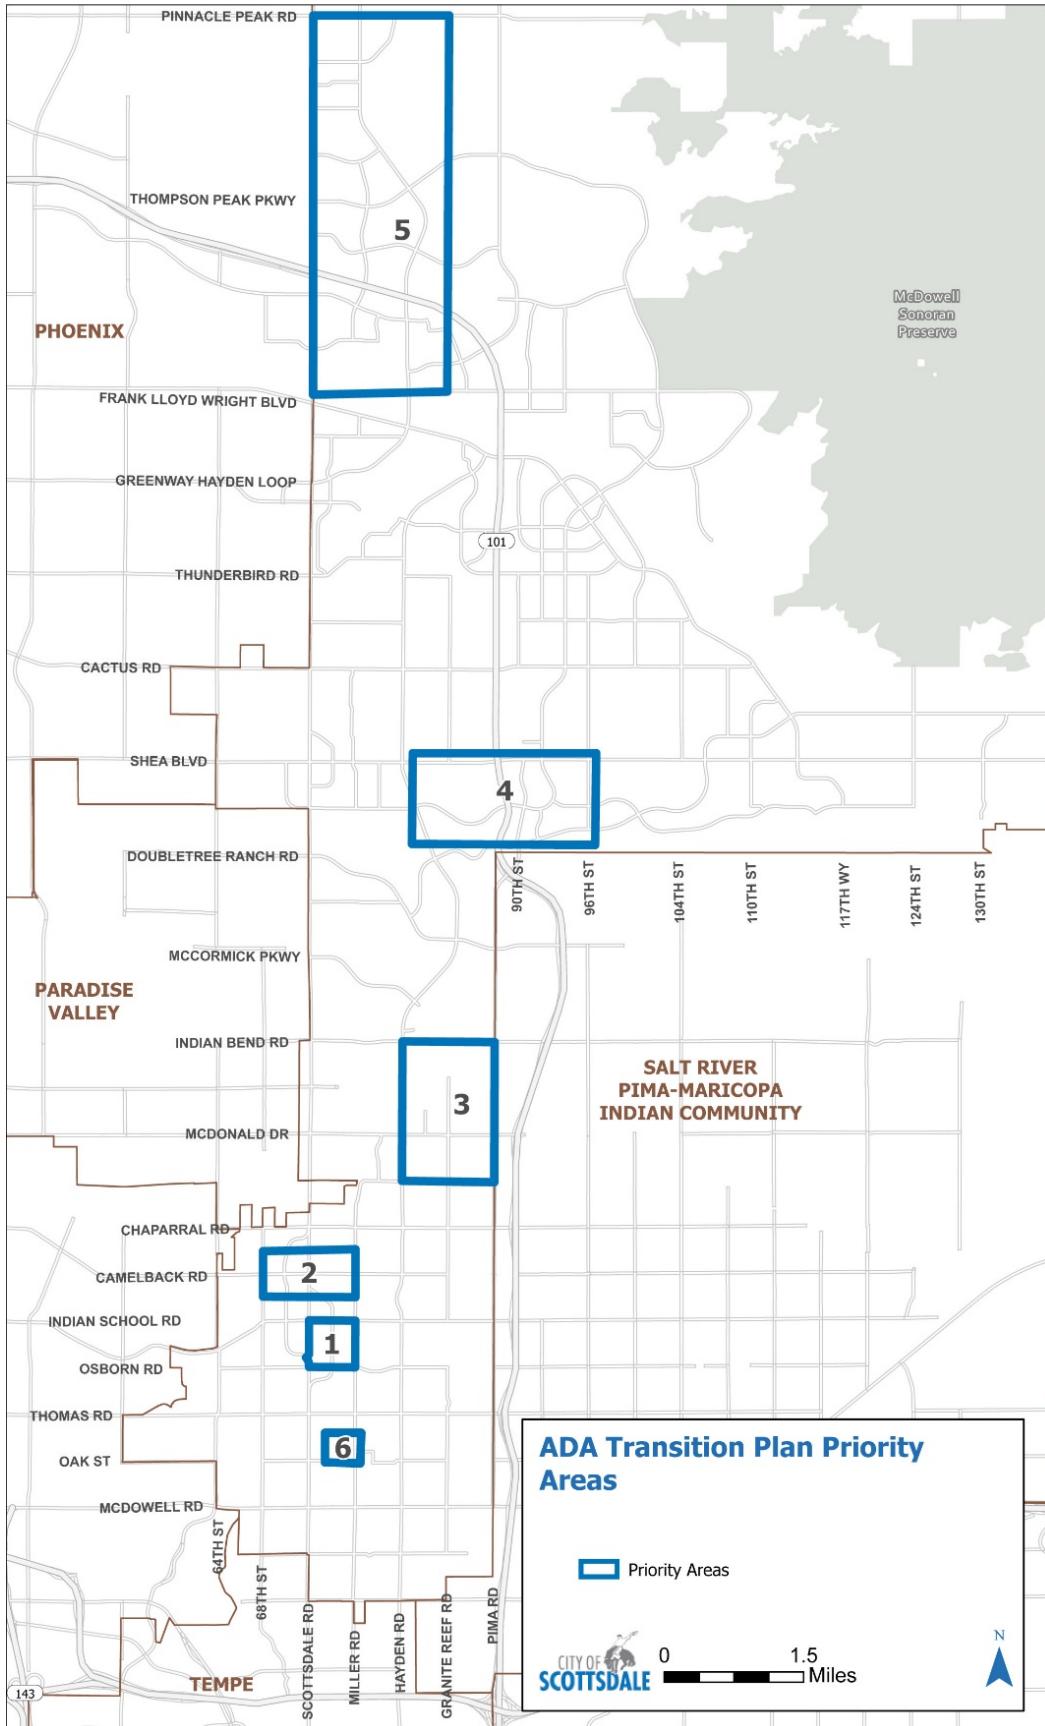 PINNACLE PEAK RD
THOMPSON PEAK PKWY
5
McDowell
Sonoran
Preserve
PHOENIX
FRANK LLOYD WRIGHT BLVD
GREENWAY HAYDEN LOOP
101
THUNDERBIRD RD
CACTUS RD
SHEA BLVD
4
DOUBLETREE RANCH RD
90TH ST
96TH ST
104TH ST
110TH ST
117TH WY
124TH ST
130TH ST
MCCORMICK PKWY
PARADISE
VALLEY
INDIAN BEND RD
SALT RIVER
PIMA-MARICOPA
INDIAN COMMUNITY
3
MCDONALD DR
CHAPARRAL RD
CAMELBACK RD
2
INDIAN SCHOOL RD
1
OSBORN RD
THOMAS RD
6
OAK ST
MCDOWELL RD
64TH ST
68TH ST
SCOTTSDALE RD
MILLER RD
HAYDEN RD
GRANITE REEF RD
PIMA RD
TEMPE
143
ADA Transition Plan Priority
Areas
Priority Areas
CITY OF
SCOTTSDALE
0 1.5
Miles
N